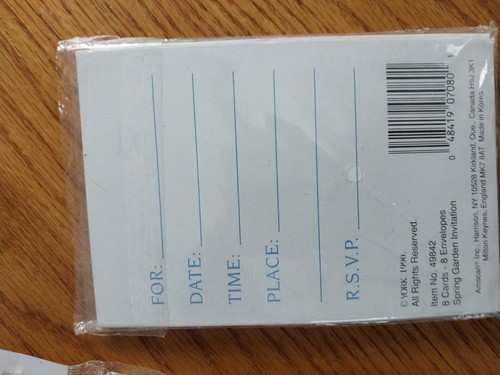 FOR:
DATE:
TIME:
PLACE:
R.S.V.P.
© YORK 1990,
All Rights Reserved.
Item No. 49842
8 Cards - 8 Envelopes
Spring Garden Invitation
0 48419 07080 1
Amscan® Inc., Harrison, NY 10528 Kirkland, Que., Canada H9J 3K1
Milton Keynes, England MK7 8AT Made in Korea